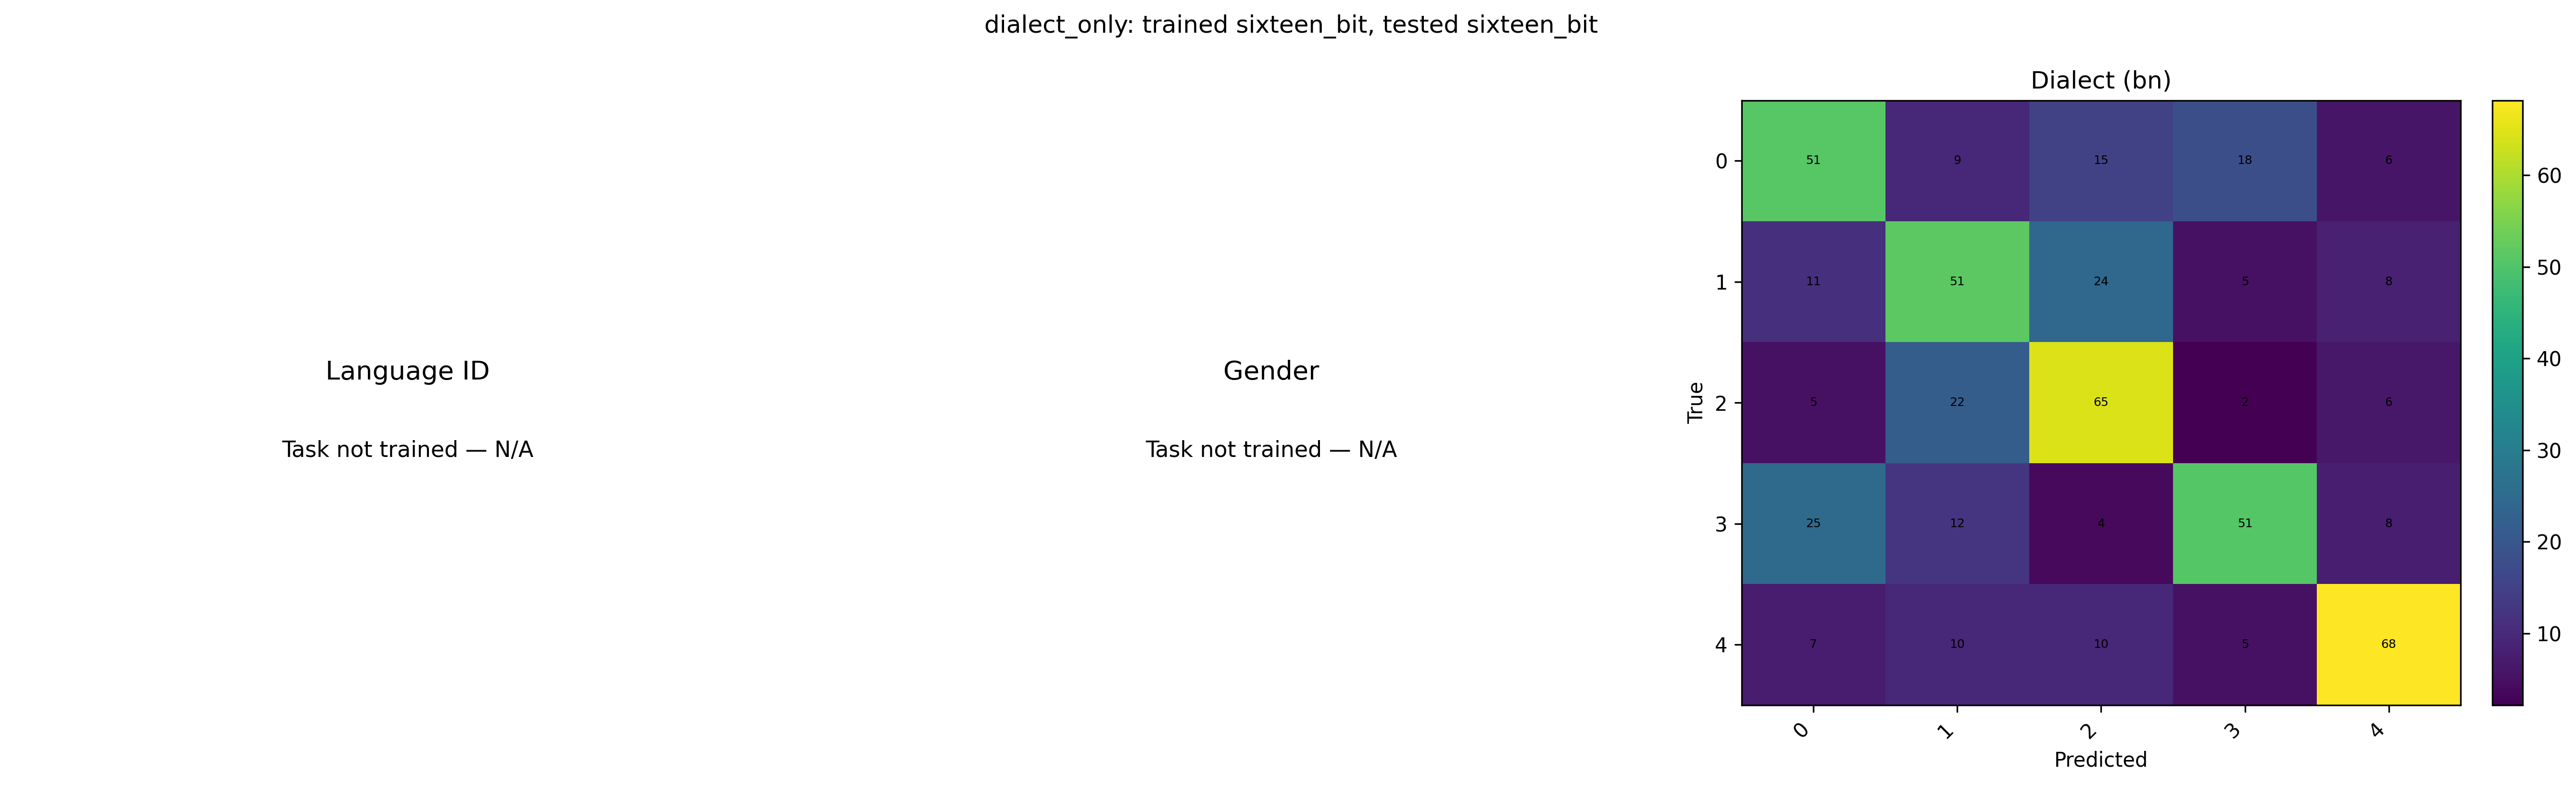 dialect_only: trained sixteen_bit, tested sixteen_bit
Language ID
Task not trained — N/A
Gender
Task not trained — N/A
Dialect (bn)
True
0 51 9 15 18 6
1 11 51 24 5 8
2 5 22 65 2 6
3 25 12 4 51 8
4 7 10 10 5 68
0 1 2 3 4
Predicted
60
50
40
30
20
10